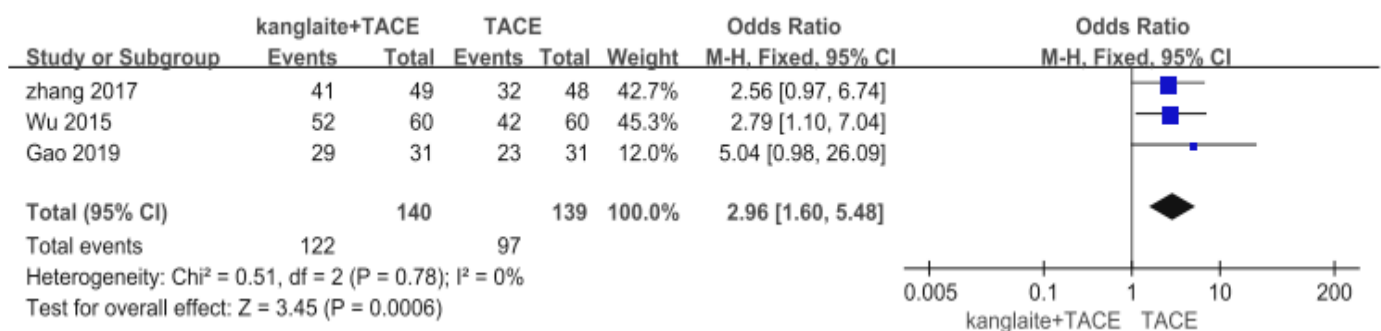 kanglaite+TACE TACE Odds Ratio Odds Ratio
Study or Subgroup Events Total Events Total Weight M-H, Fixed, 95% CI M-H, Fixed, 95% CI
zhang 2017 41 49 32 48 42.7% 2.56 [0.97, 6.74]
Wu 2015 52 60 42 60 45.3% 2.79 [1.10, 7.04]
Gao 2019 29 31 23 31 12.0% 5.04 [0.98, 26.09]
Total (95% CI) 140 139 100.0% 2.96 [1.60, 5.48]
Total events 122 97
Heterogeneity: Chi² = 0.51, df = 2 (P = 0.78); I² = 0%
Test for overall effect: Z = 3.45 (P = 0.0006)
0.005 0.1 1 10 200
kanglaite+TACE TACE